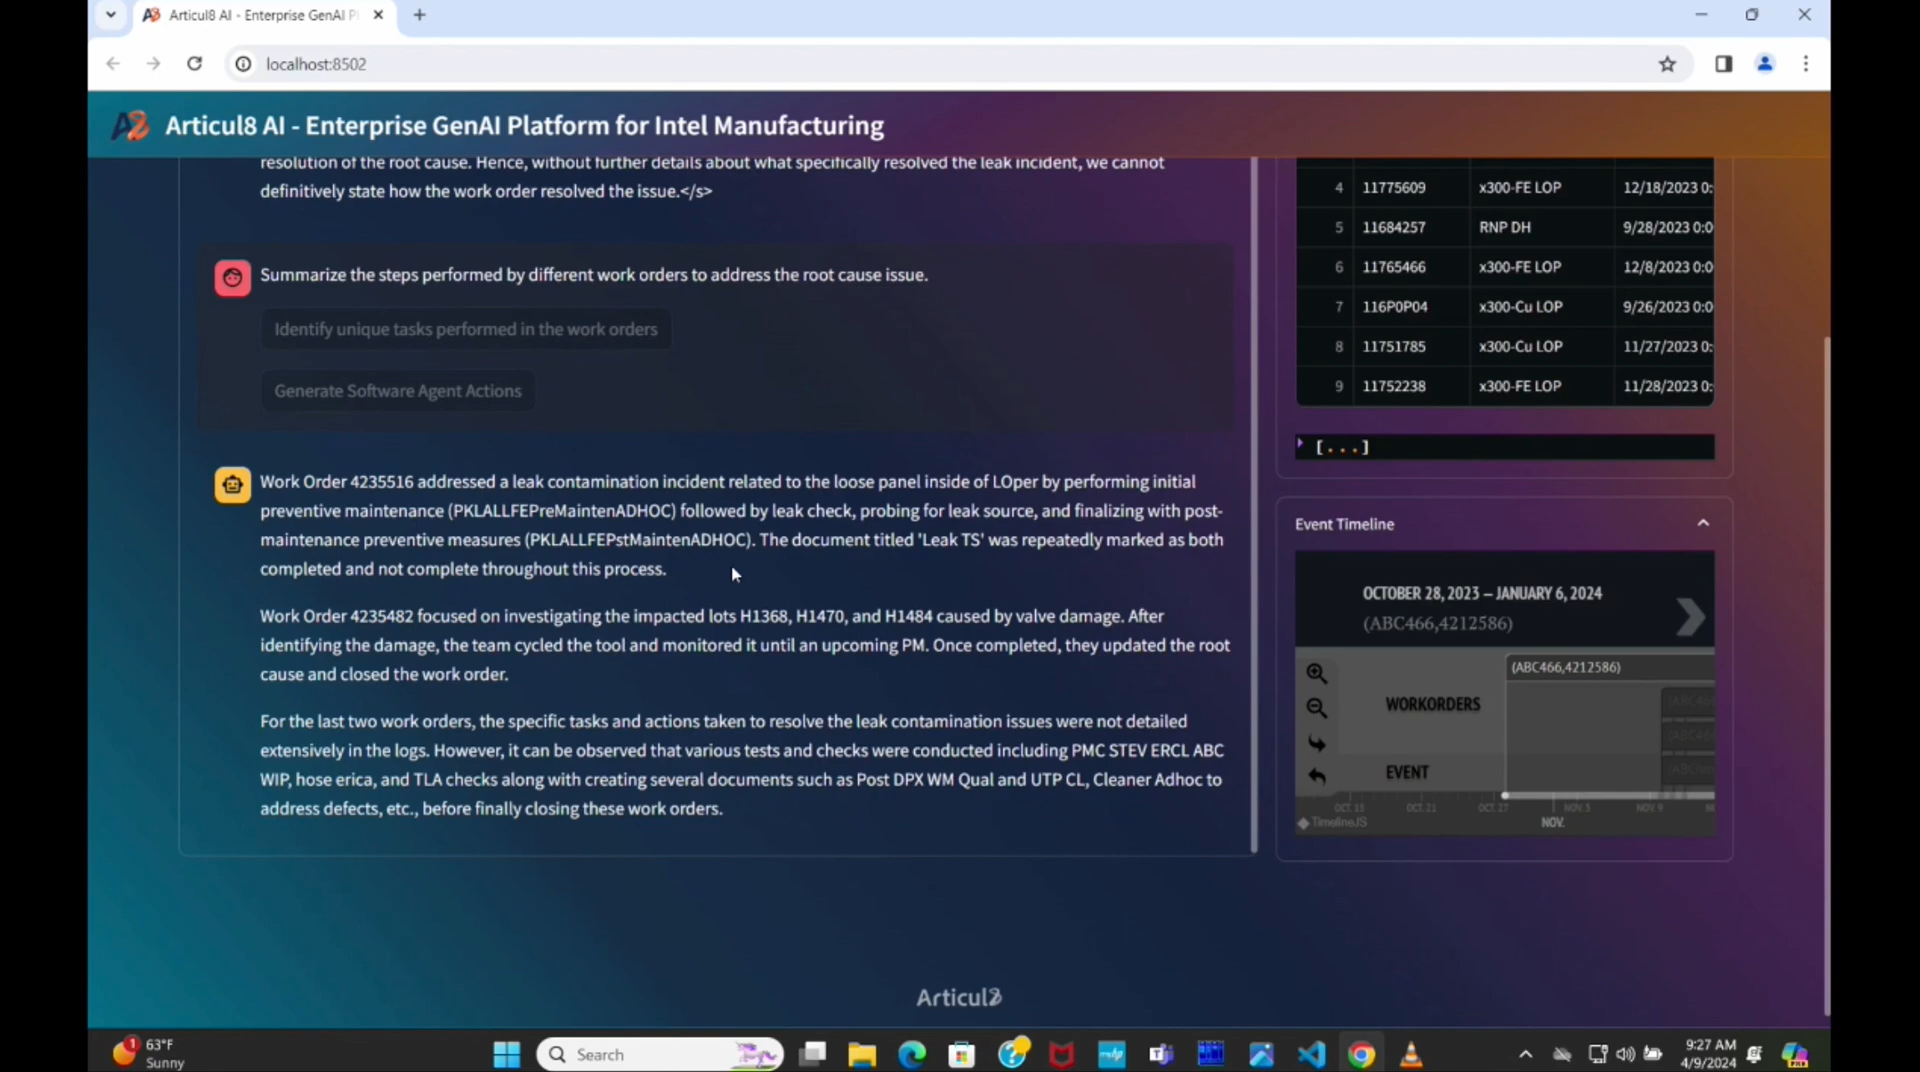 Articul8 AI - Enterprise GenAI P
localhost:8502
Articul8 AI - Enterprise GenAI Platform for Intel Manufacturing
resolution of the root cause. Hence, without further details about what specifically resolved the leak incident, we cannot
definitively state how the work order resolved the issue.</s>
Summarize the steps performed by different work orders to address the root cause issue.
Identify unique tasks performed in the work orders
Generate Software Agent Actions
Work Order 4235516 addressed a leak contamination incident related to the loose panel inside of LOper by performing initial
preventive maintenance (PKLALLFEPreMaintenADHOC) followed by leak check, probing for leak source, and finalizing with post-
maintenance preventive measures (PKLALLFEPstMaintenADHOC). The document titled 'Leak TS' was repeatedly marked as both
completed and not complete throughout this process.
Work Order 4235482 focused on investigating the impacted lots H1368, H1470, and H1484 caused by valve damage. After
identifying the damage, the team cycled the tool and monitored it until an upcoming PM. Once completed, they updated the root
cause and closed the work order.
For the last two work orders, the specific tasks and actions taken to resolve the leak contamination issues were not detailed
extensively in the logs. However, it can be observed that various tests and checks were conducted including PMC STEV ERCL ABC
WIP, hose erica, and TLA checks along with creating several documents such as Post DPX WM Qual and UTP CL, Cleaner Adhoc to
address defects, etc., before finally closing these work orders.
4 11775609 x300-FE LOP 12/18/2023 0:
5 11684257 RNP DH 9/28/2023 0:0
6 11765466 x300-FE LOP 12/8/2023 0:0
7 116P0P04 x300-Cu LOP 9/26/2023 0:0
8 11751785 x300-Cu LOP 11/27/2023 0:
9 11752238 x300-FE LOP 11/28/2023 0:
[...]
Event Timeline
OCTOBER 28, 2023 – JANUARY 6, 2024
(ABC466,4212586)
(ABC466,4212586)
WORKORDERS
EVENT
OCT. 21 OCT. 27 NOV. 3 NOV. 9
NOV.
TimelineJS
Articul8
1
63°F
Sunny
Search
9:27 AM
4/9/2024